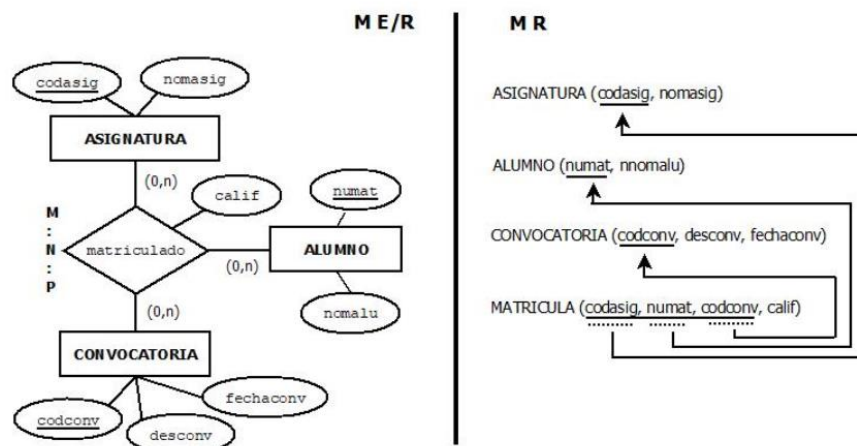 M E/R
M R
codasig
nomasig
ASIGNATURA
(0,n)
calif
numat
M:N:P
matriculado
(0,n)
ALUMNO
nomalu
(0,n)
CONVOCATORIA
fechaconv
codconv
desconv
ASIGNATURA (codasig, nomasig)
ALUMNO (numat, nnomalu)
CONVOCATORIA (codconv, desconv, fechaconv)
MATRICULA (codasig, numat, codconv, calif)